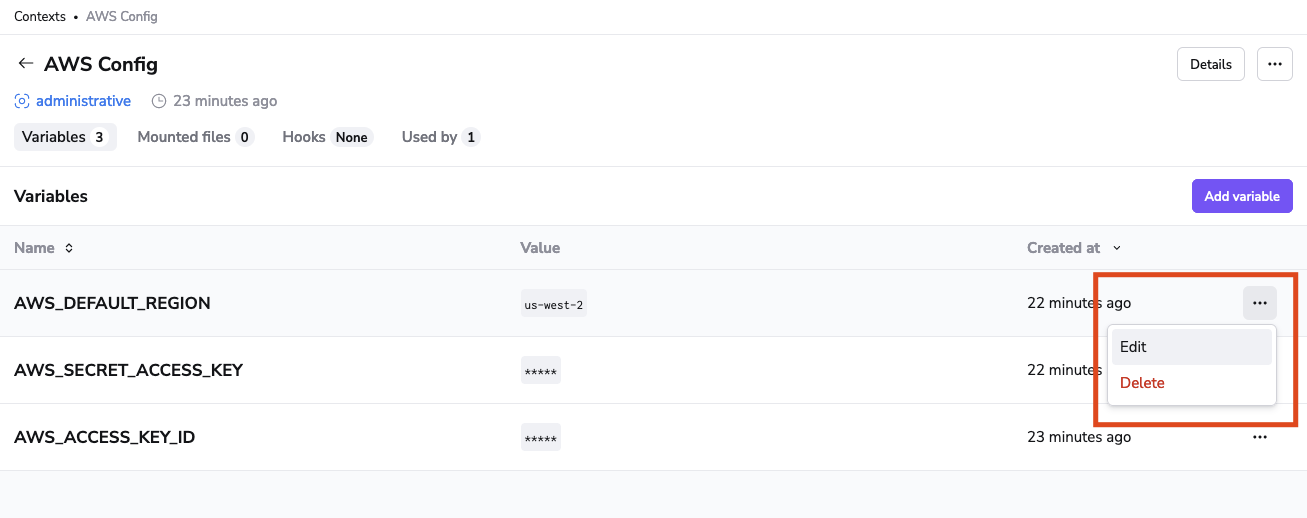 Contexts • AWS Config
← AWS Config
Details
...
administrative 23 minutes ago
Variables 3 Mounted files 0 Hooks None Used by 1
Variables
Add variable
Name Value Created at
AWS_DEFAULT_REGION us-west-2 22 minutes ago ...
Edit
AWS_SECRET_ACCESS_KEY ***** 22 minutes
Delete
AWS_ACCESS_KEY_ID ***** 23 minutes ago ...